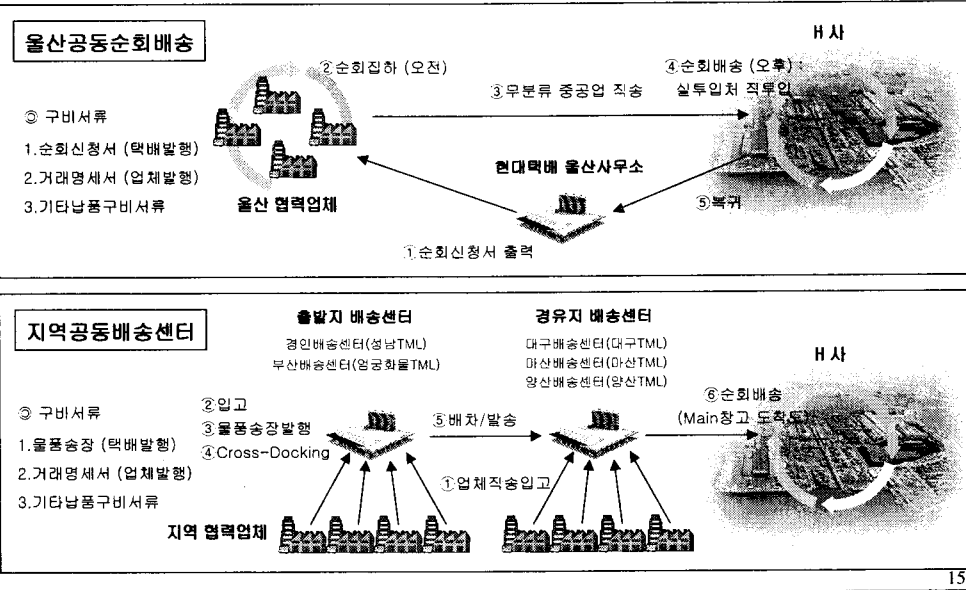 울산공동순회배송
H 사
②순회집하 (오전)
③무분류 중공업 직송
④순회배송 (오후) :
실투입처 직투입
◎ 구비서류
1.순회신청서 (택배발행)
2.거래명세서 (업체발행)
3.기타납품구비서류
울산 협력업체
현대택배 울산사무소
⑤복귀
①순회신청서 출력
지역공동배송센터
출발지 배송센터
경인배송센터(성남TML)
부산배송센터(엄궁화물TML)
경유지 배송센터
대구배송센터(대구TML)
마산배송센터(마산TML)
양산배송센터(양산TML)
H 사
◎ 구비서류
1.물품송장 (택배발행)
2.거래명세서 (업체발행)
3.기타납품구비서류
②입고
③물품송장발행
④Cross-Docking
⑤배차/발송
⑥순회배송
(Main창고 도착도)
①업체직송입고
지역 협력업체
15